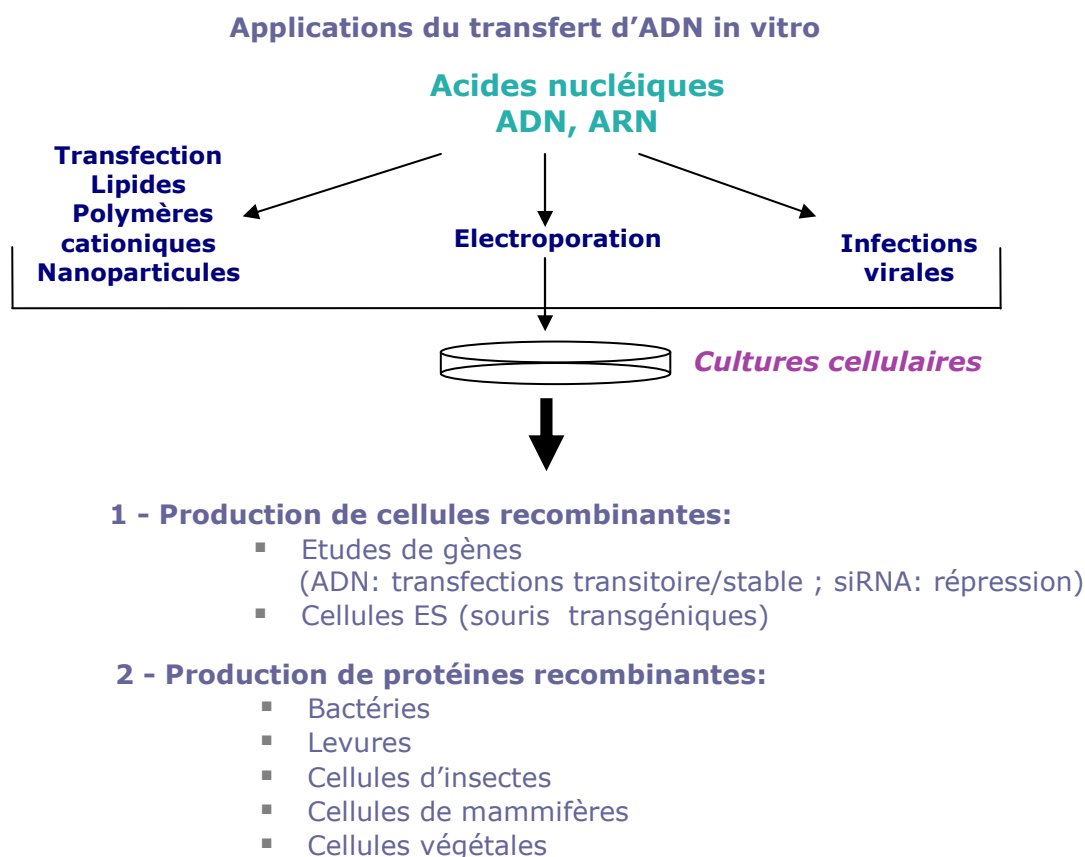 Applications du transfert d’ADN in vitro
Acides nucléiques
ADN, ARN
Transfection
Lipides
Polymères
cationiques
Nanoparticules
Electroporation
Infections
virales
Cultures cellulaires
1 - Production de cellules recombinantes:
▪ Etudes de gènes
(ADN: transfections transitoire/stable ; siRNA: répression)
▪ Cellules ES (souris transgéniques)
2 - Production de protéines recombinantes:
▪ Bactéries
▪ Levures
▪ Cellules d’insectes
▪ Cellules de mammifères
▪ Cellules végétales